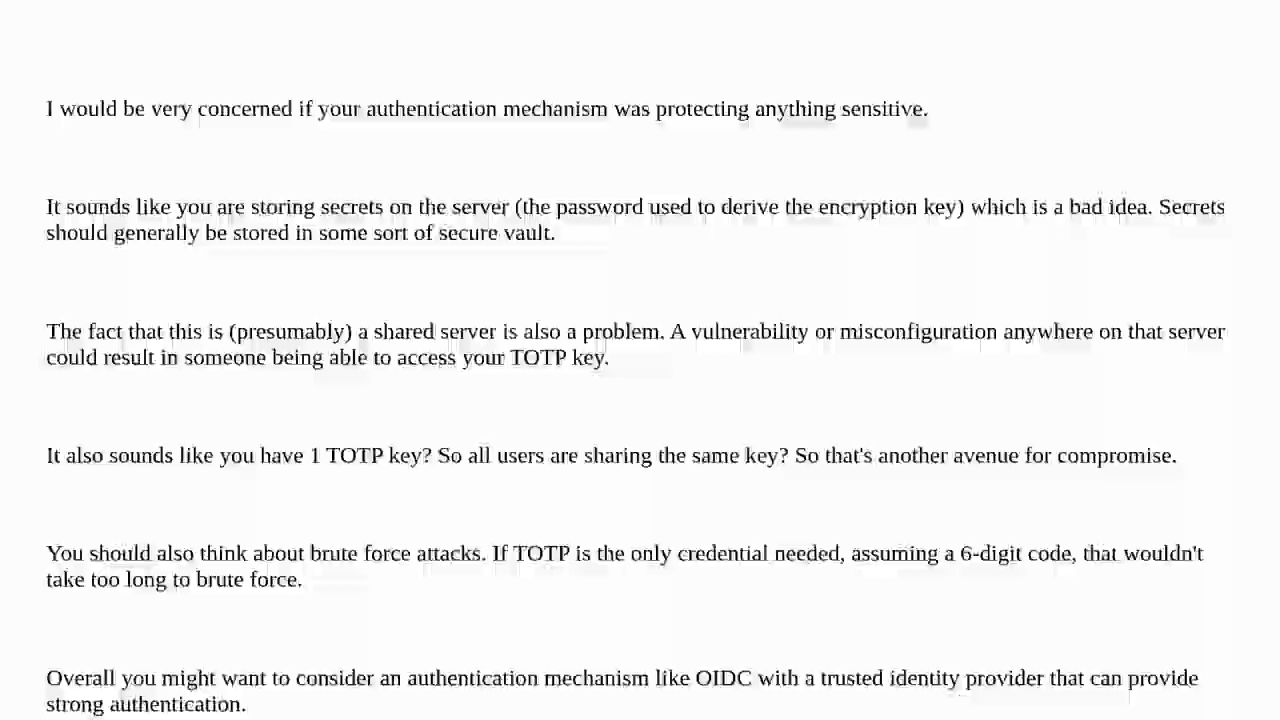 I would be very concerned if your authentication mechanism was protecting anything sensitive.
It sounds like you are storing secrets on the server (the password used to derive the encryption key) which is a bad idea. Secrets
should generally be stored in some sort of secure vault.
The fact that this is (presumably) a shared server is also a problem. A vulnerability or misconfiguration anywhere on that server
could result in someone being able to access your TOTP key.
It also sounds like you have 1 TOTP key? So all users are sharing the same key? So that's another avenue for compromise.
You should also think about brute force attacks. If TOTP is the only credential needed, assuming a 6-digit code, that wouldn't
take too long to brute force.
Overall you might want to consider an authentication mechanism like OIDC with a trusted identity provider that can provide
strong authentication.